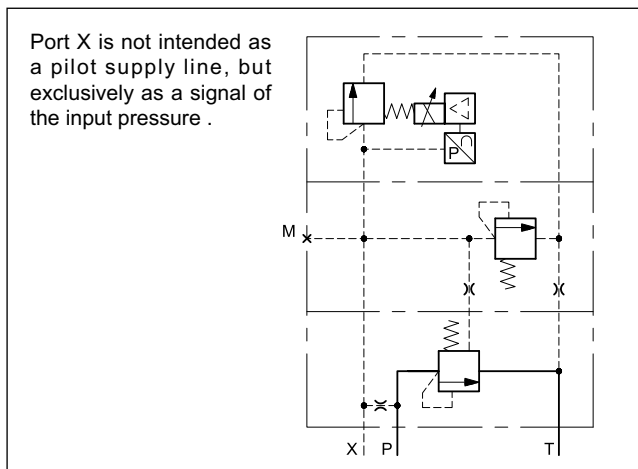 Port X is not intended as
a pilot supply line, but
exclusively as a signal of
the input pressure .
P
M
X P T